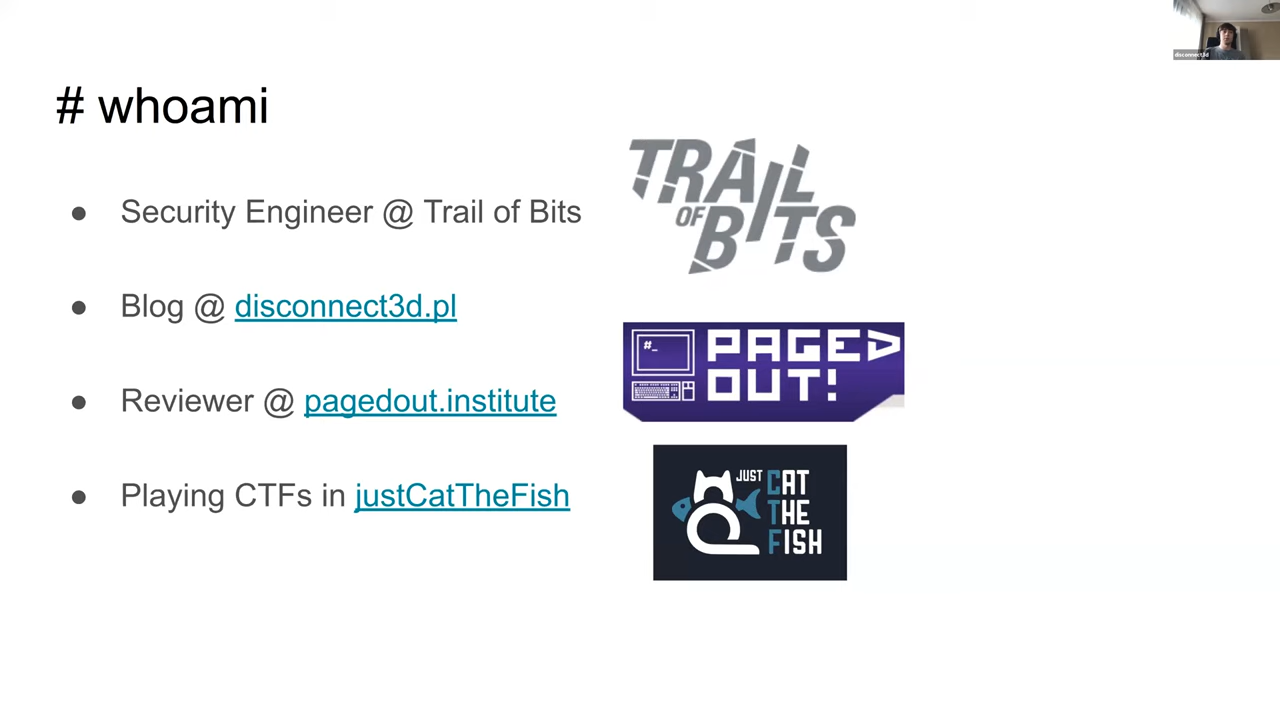 disconnect3d
# whoami
● Security Engineer @ Trail of Bits
● Blog @ disconnect3d.pl
● Reviewer @ pagedout.institute
● Playing CTFs in justCatTheFish
TRAIL
OF BITS
#_
PAGED
OUT!
JUST CAT
THE
FISH